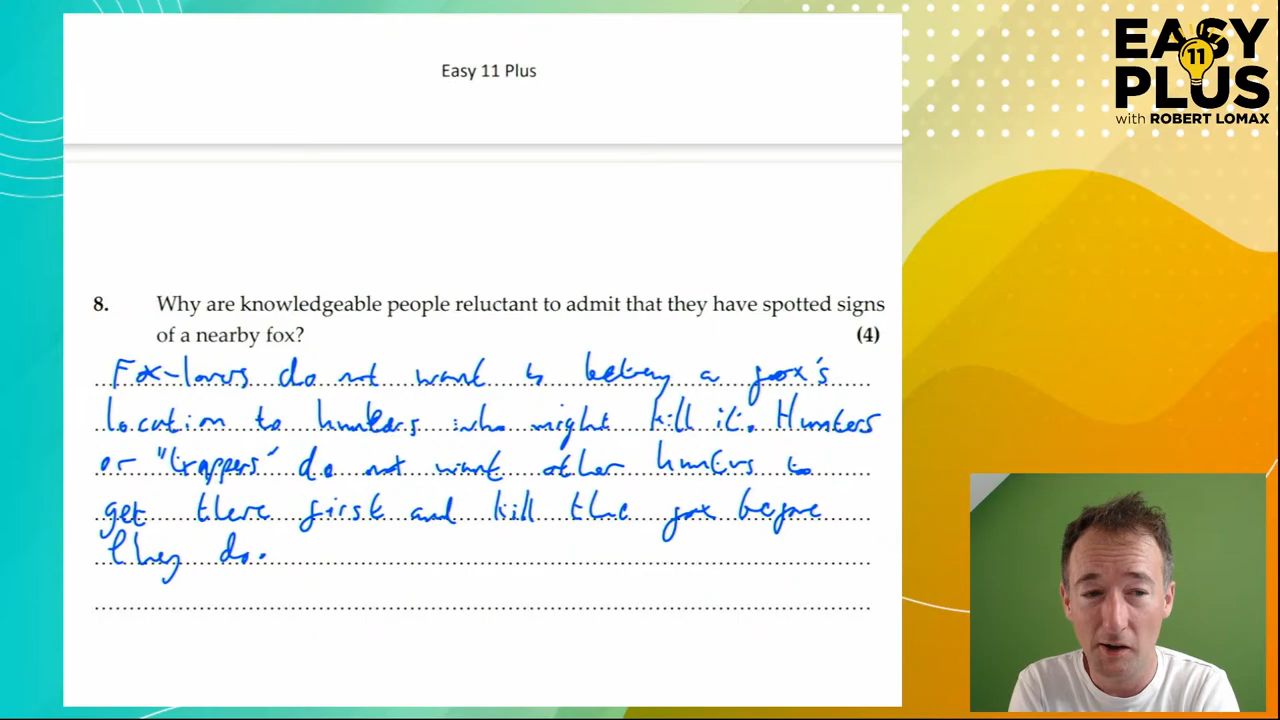 Easy 11 Plus
EASY
11
PLUS
with ROBERT LOMAX
8. Why are knowledgeable people reluctant to admit that they have spotted signs
of a nearby fox? (4)
Fox-lovers do not want to betray a fox's
location to hunters who might kill it. Hunters
or "trappers" do not want other hunters to
get there first and kill the fox before
they do.